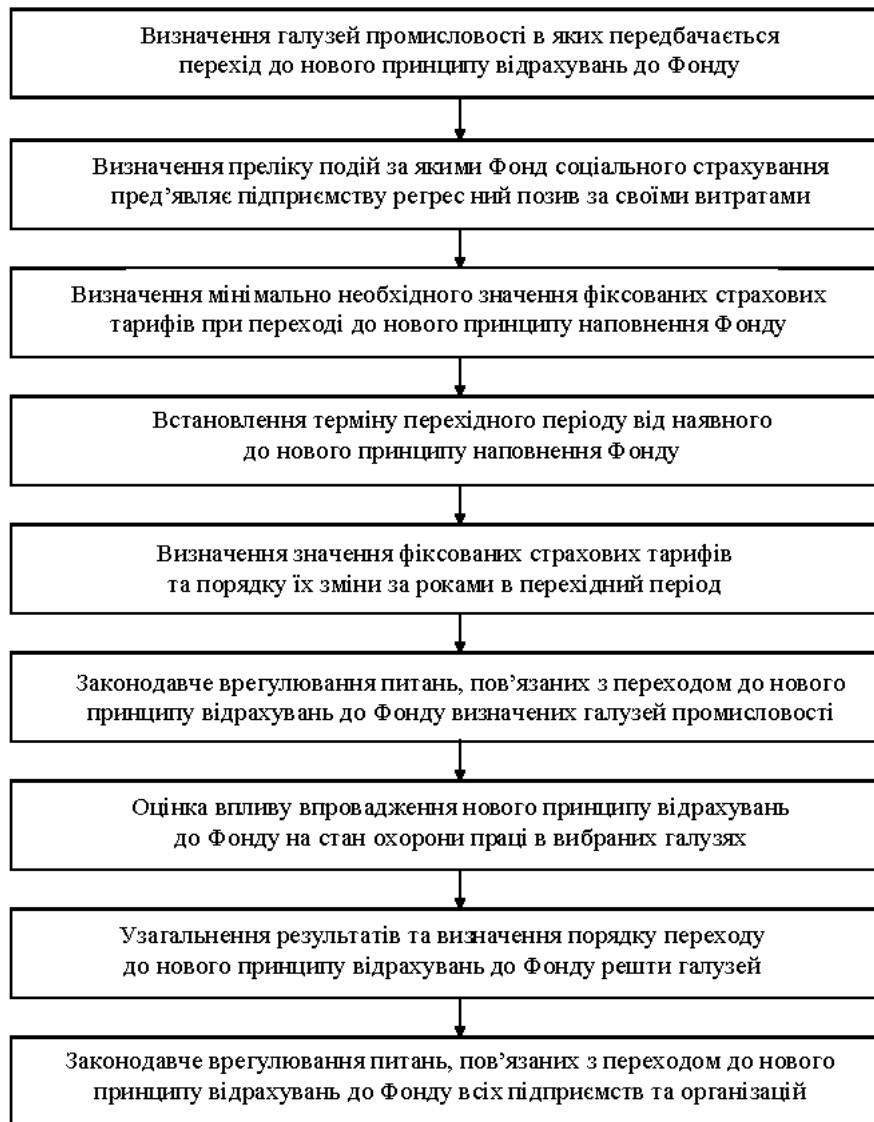 Визначення галузей промисловості в яких передбачається
перехід до нового принципу відрахувань до Фонду
Визначення преліку подій за якими Фонд соціального страхування
пред’являє підприємству регрес ний позив за своїми витратами
Визначення мінімально необхідного значення фіксованих страхових
тарифів при переході до нового принципу наповнення Фонду
Встановлення терміну перехідного періоду від наявного
до нового принципу наповнення Фонду
Визначення значення фіксованих страхових тарифів
та порядку їх зміни за роками в перехідний період
Законодавче врегулювання питань, пов’язаних з переходом до нового
принципу відрахувань до Фонду визначених галузей промисловості
Оцінка впливу впровадження нового принципу відрахувань
до Фонду на стан охорони праці в вибраних галузях
Узагальнення результатів та визначення порядку переходу
до нового принципу відрахувань до Фонду решти галузей
Законодавче врегулювання питань, пов’язаних з переходом до нового
принципу відрахувань до Фонду всіх підприємств та організацій